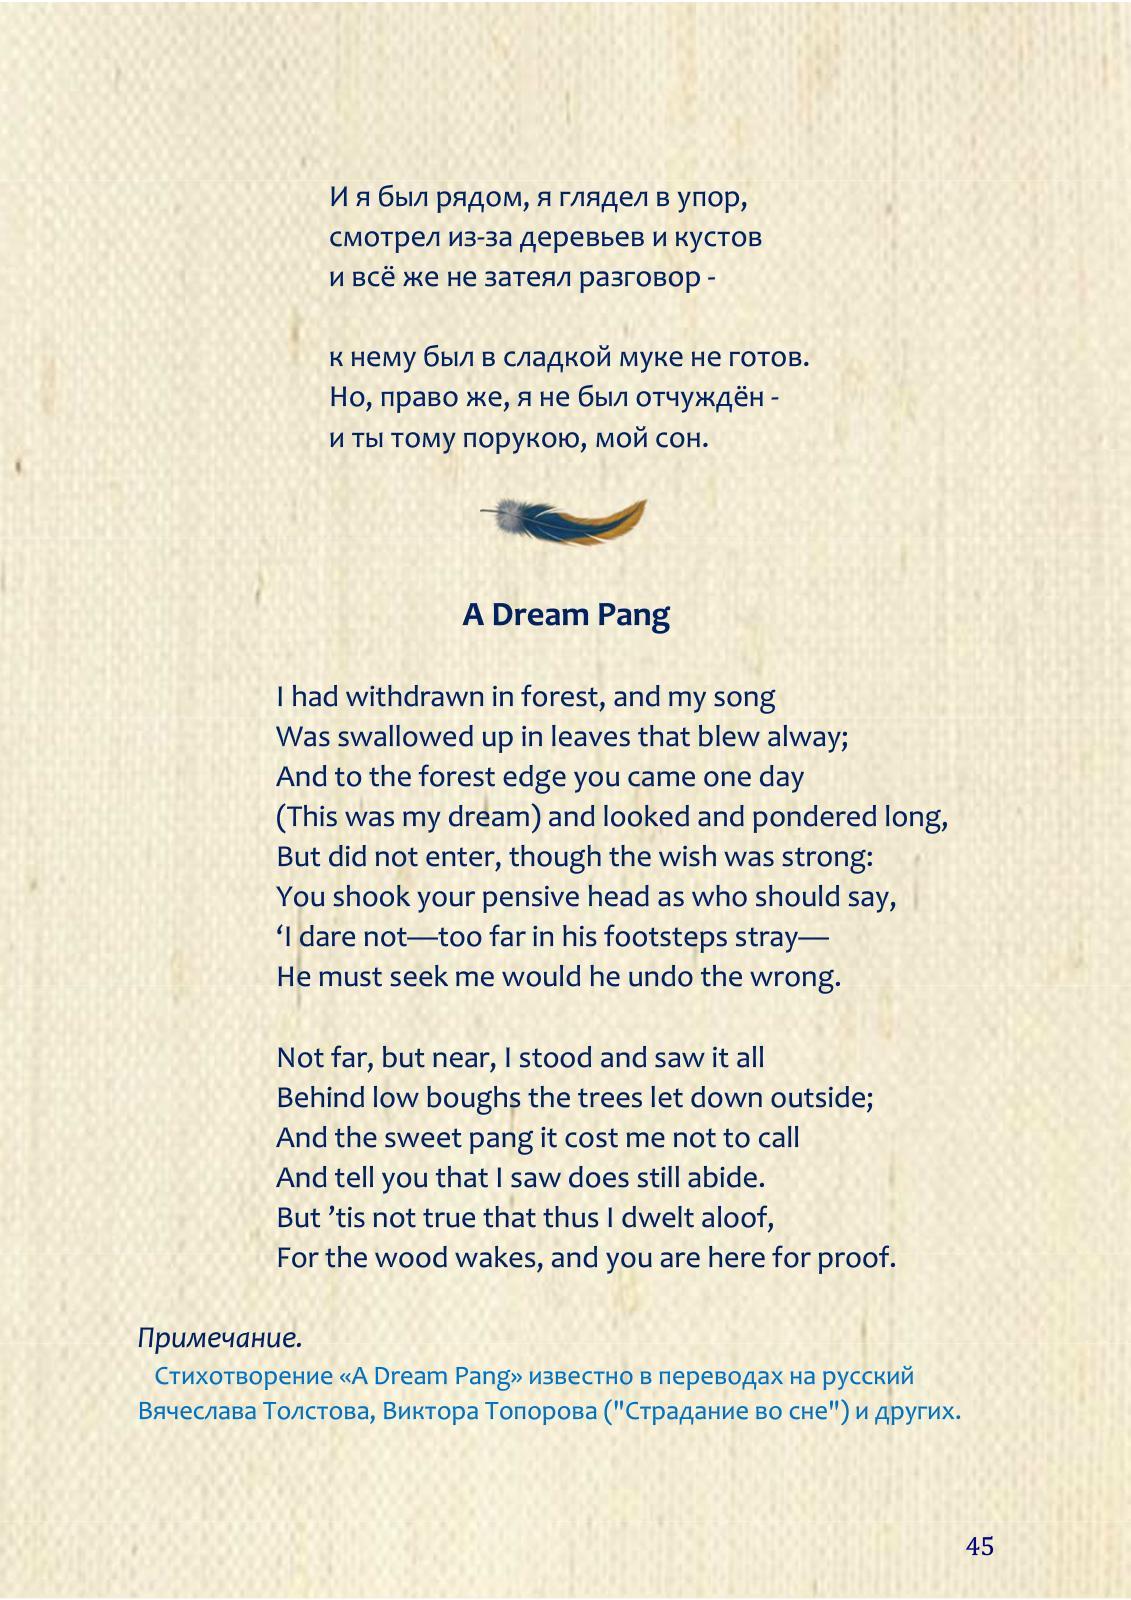 И я был рядом, я глядел в упор,
смотрел из-за деревьев и кустов
и всё же не затеял разговор -
к нему был в сладкой муке не готов.
Но, право же, я не был отчуждён -
и ты тому порукою, мой сон.
A Dream Pang
I had withdrawn in forest, and my song
Was swallowed up in leaves that blew alway;
And to the forest edge you came one day
(This was my dream) and looked and pondered long,
But did not enter, though the wish was strong:
You shook your pensive head as who should say,
‘I dare not—too far in his footsteps stray—
He must seek me would he undo the wrong.
Not far, but near, I stood and saw it all
Behind low boughs the trees let down outside;
And the sweet pang it cost me not to call
And tell you that I saw does still abide.
But ’tis not true that thus I dwelt aloof,
For the wood wakes, and you are here for proof.
Примечание.
Стихотворение «A Dream Pang» известно в переводах на русский
Вячеслава Толстова, Виктора Топорова ("Страдание во сне") и других.
45